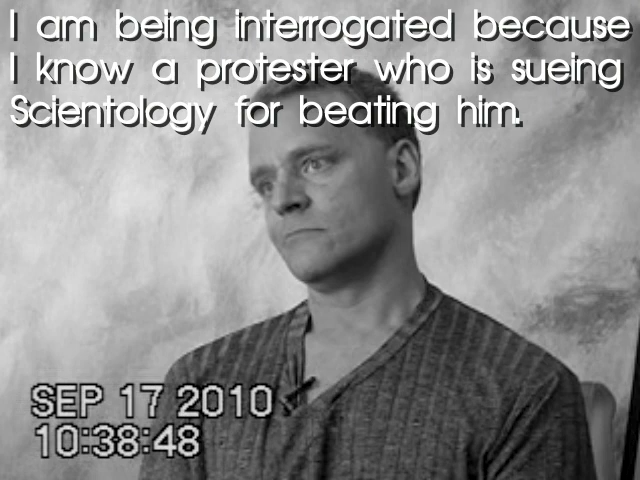 I am being interrogated because
I know a protester who is sueing
Scientology for beating him.
SEP 17 2010
10:38:48